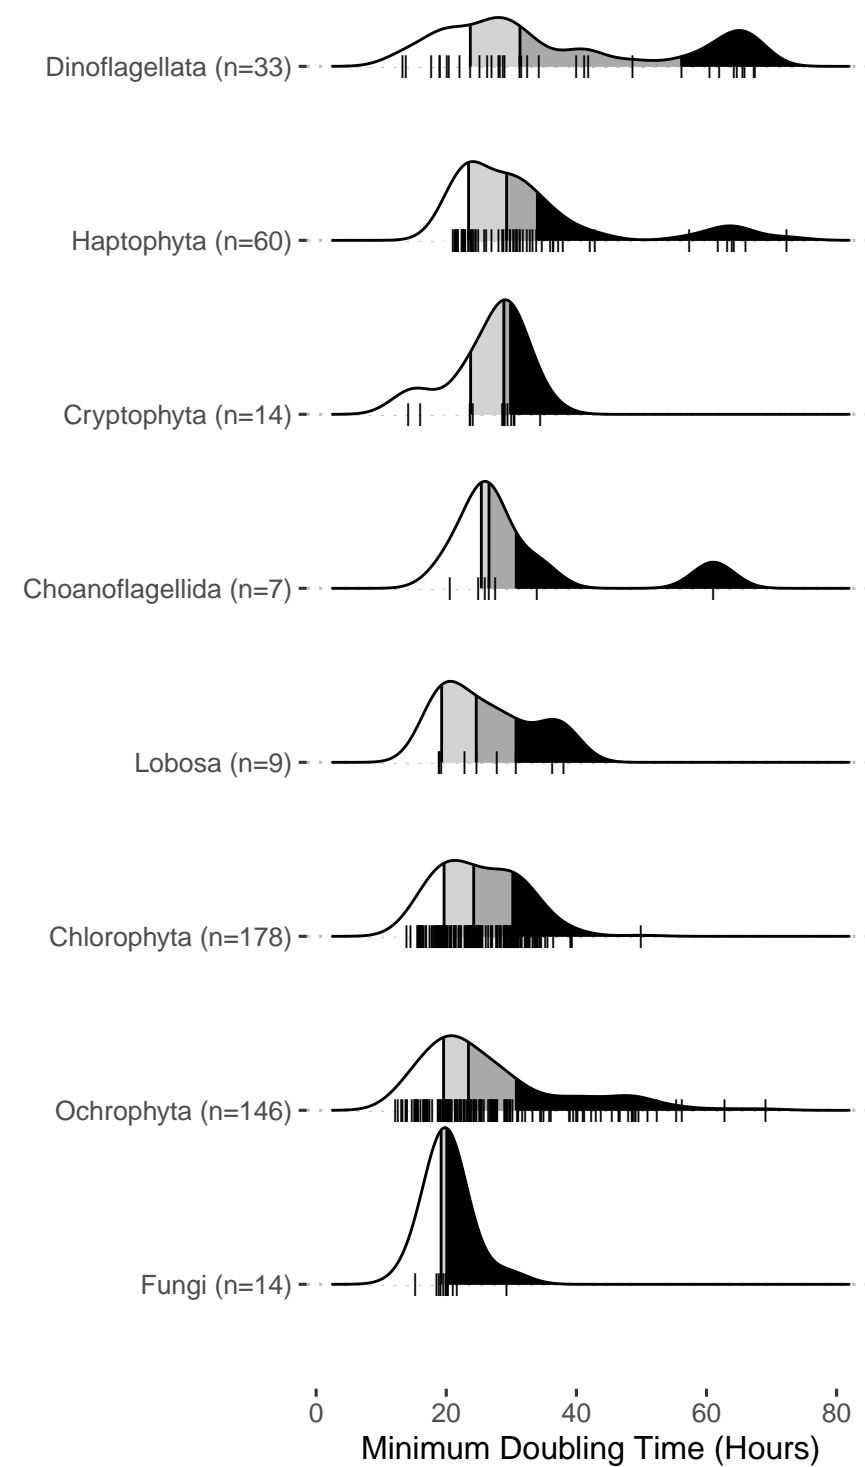 Dinoflagellata (n=33)
Haptophyta (n=60)
Cryptophyta (n=14)
Choanoflagellida (n=7)
Lobosa (n=9)
Chlorophyta (n=178)
Ochrophyta (n=146)
Fungi (n=14)
0 20 40 60 80
Minimum Doubling Time (Hours)